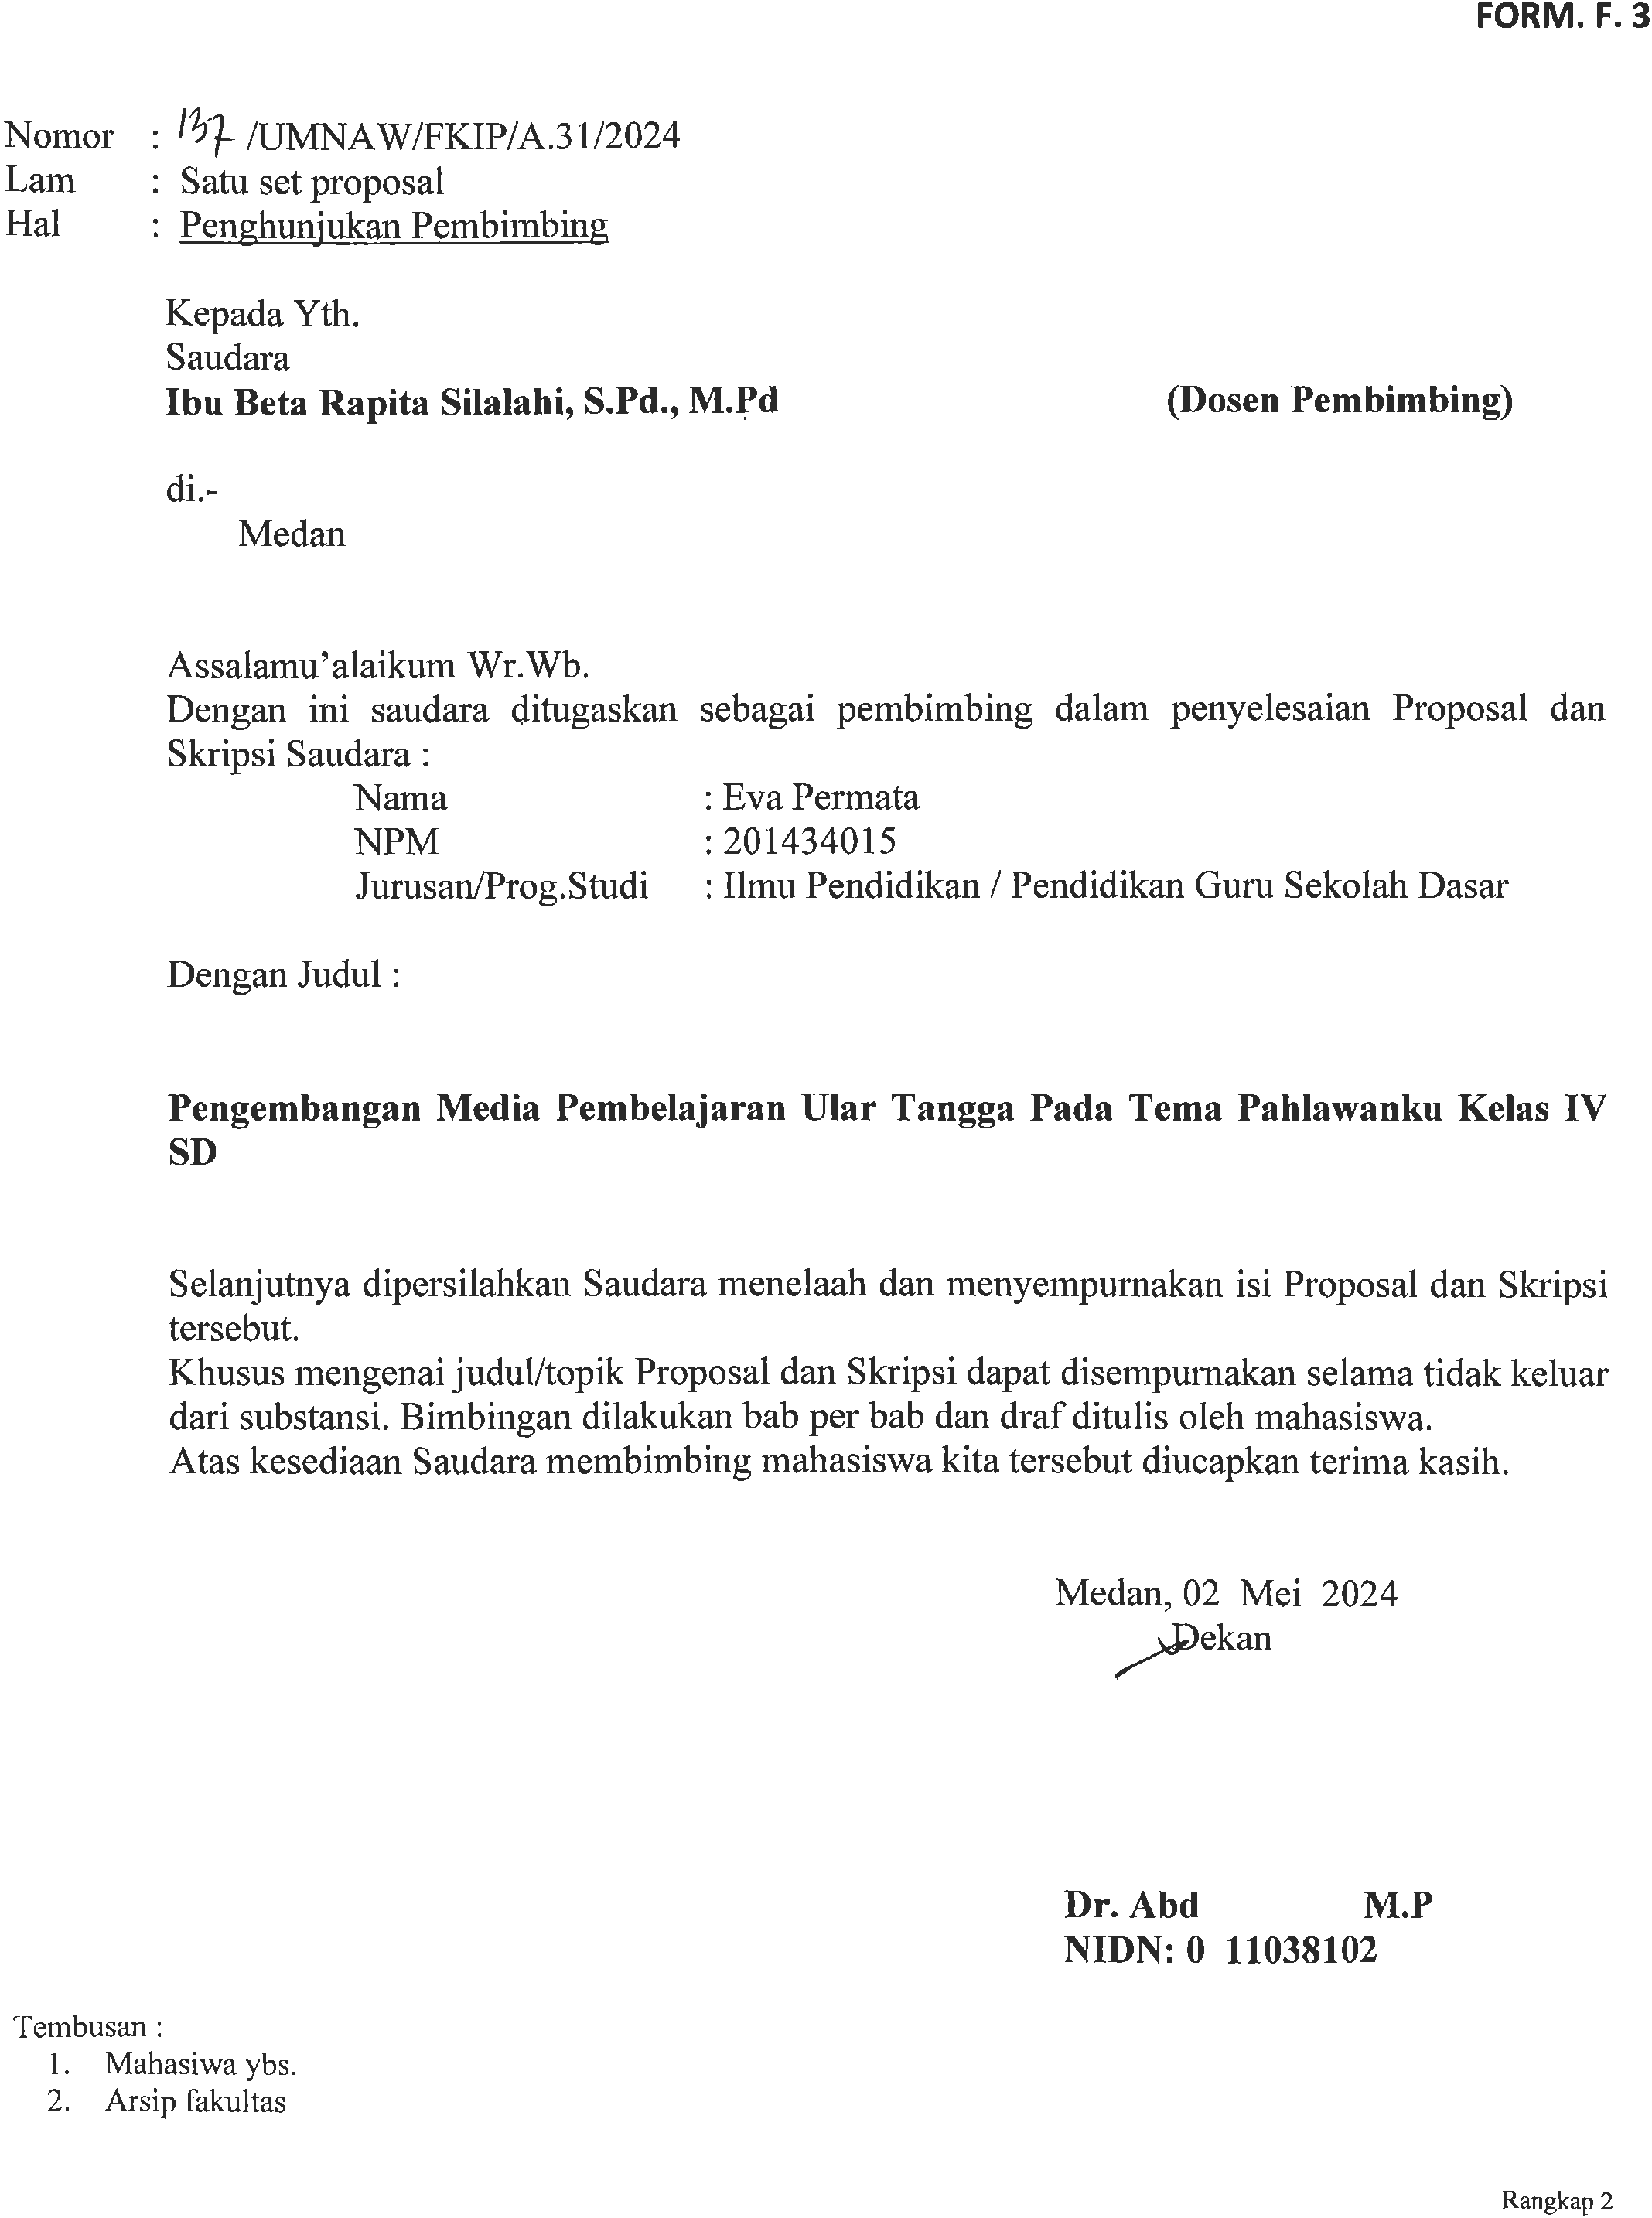 FORM. F. 3
Nomor : 137 /UMNAW/FKIP/A.31/2024
Lam : Satu set proposal
Hal : Penghunjukan Pembimbing
Kepada Yth.
Saudara
Ibu Beta Rapita Silalahi, S.Pd., M.Pd (Dosen Pembimbing)
di.-
Medan
Assalamu’alaikum Wr.Wb.
Dengan ini saudara ditugaskan sebagai pembimbing dalam penyelesaian Proposal dan
Skripsi Saudara :
Nama : Eva Permata
NPM : 201434015
Jurusan/Prog.Studi : Ilmu Pendidikan / Pendidikan Guru Sekolah Dasar
Dengan Judul :
Pengembangan Media Pembelajaran Ular Tangga Pada Tema Pahlawanku Kelas IV
SD
Selanjutnya dipersilahkan Saudara menelaah dan menyempurnakan isi Proposal dan Skripsi
tersebut.
Khusus mengenai judul/topik Proposal dan Skripsi dapat disempurnakan selama tidak keluar
dari substansi. Bimbingan dilakukan bab per bab dan draf ditulis oleh mahasiswa.
Atas kesediaan Saudara membimbing mahasiswa kita tersebut diucapkan terima kasih.
Medan, 02 Mei 2024
Dekan
Dr. Abd M.P
NIDN: 0 11038102
Tembusan :
1. Mahasiwa ybs.
2. Arsip fakultas
Rangkap 2